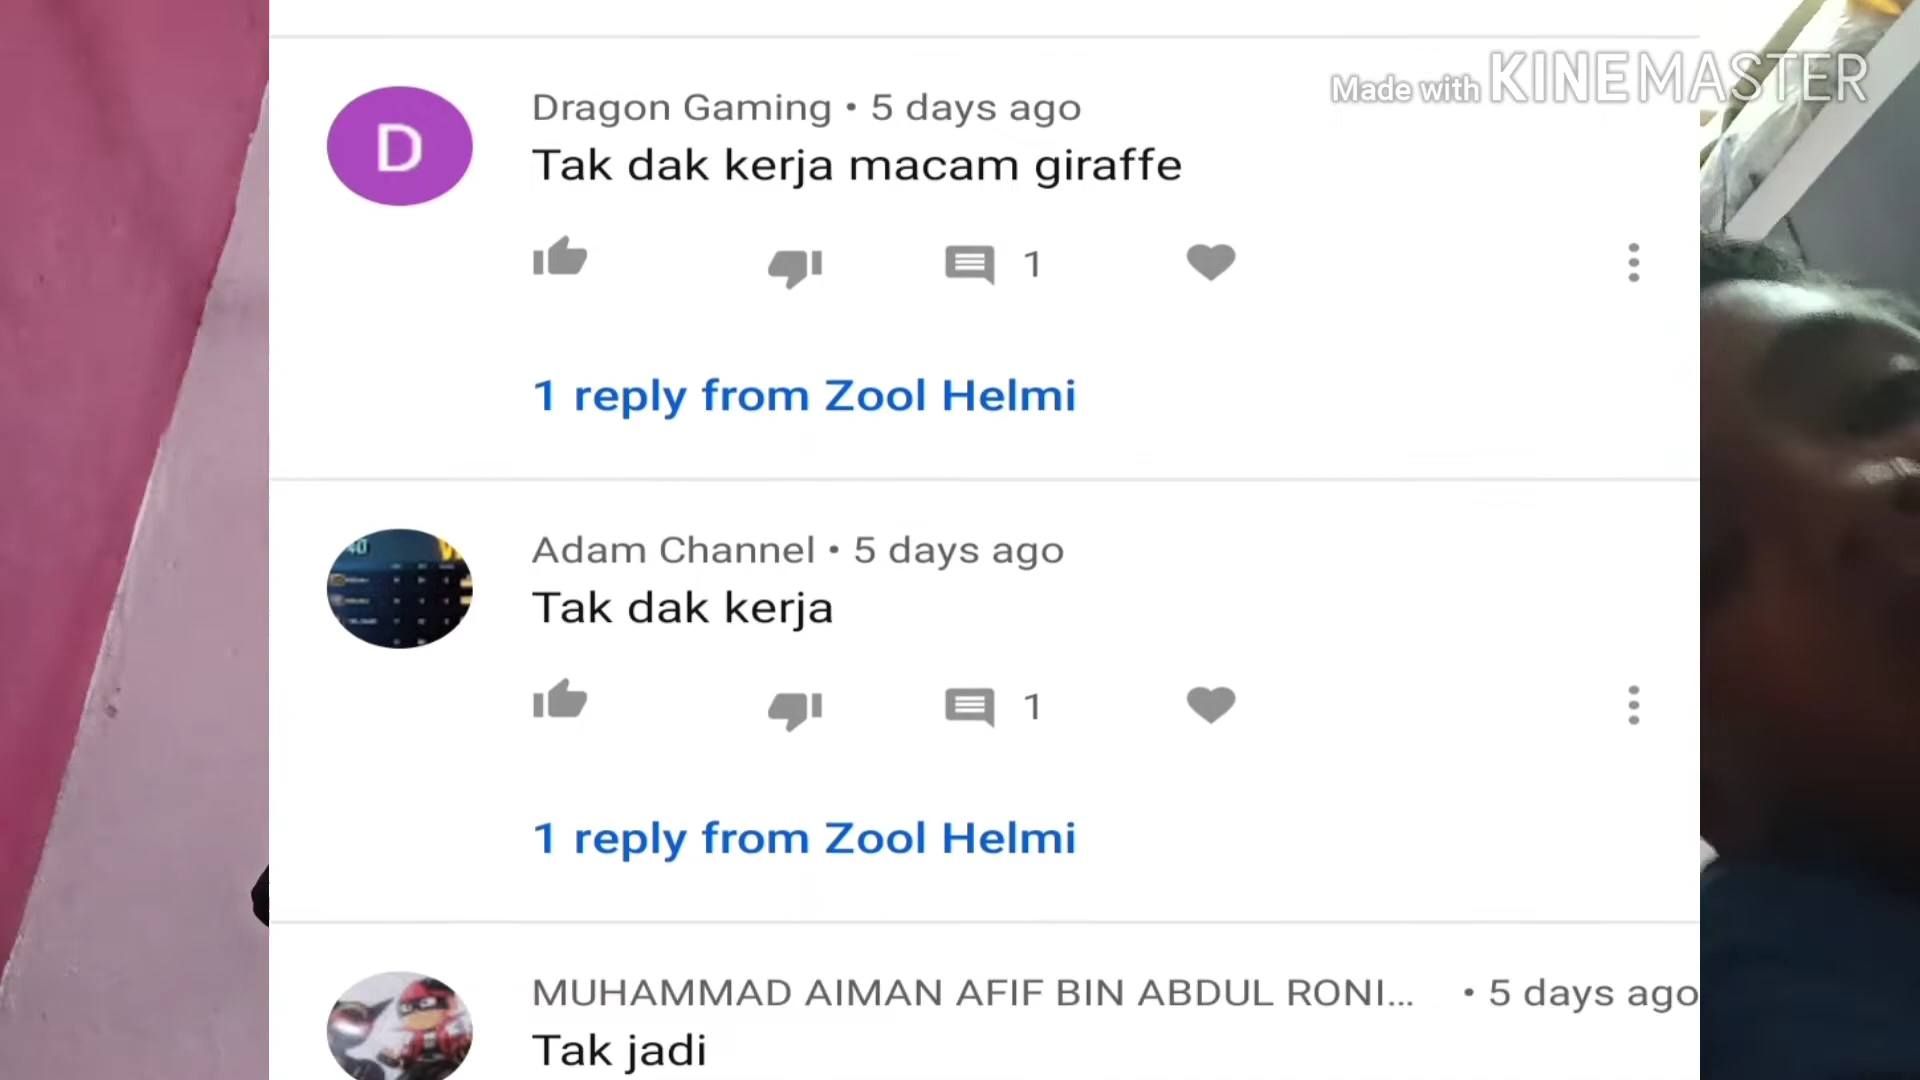 Made with KINEMASTER
D
Dragon Gaming • 5 days ago
Tak dak kerja macam giraffe
1
1 reply from Zool Helmi
Adam Channel • 5 days ago
Tak dak kerja
1
1 reply from Zool Helmi
MUHAMMAD AIMAN AFIF BIN ABDUL RONI... • 5 days ago
Tak jadi